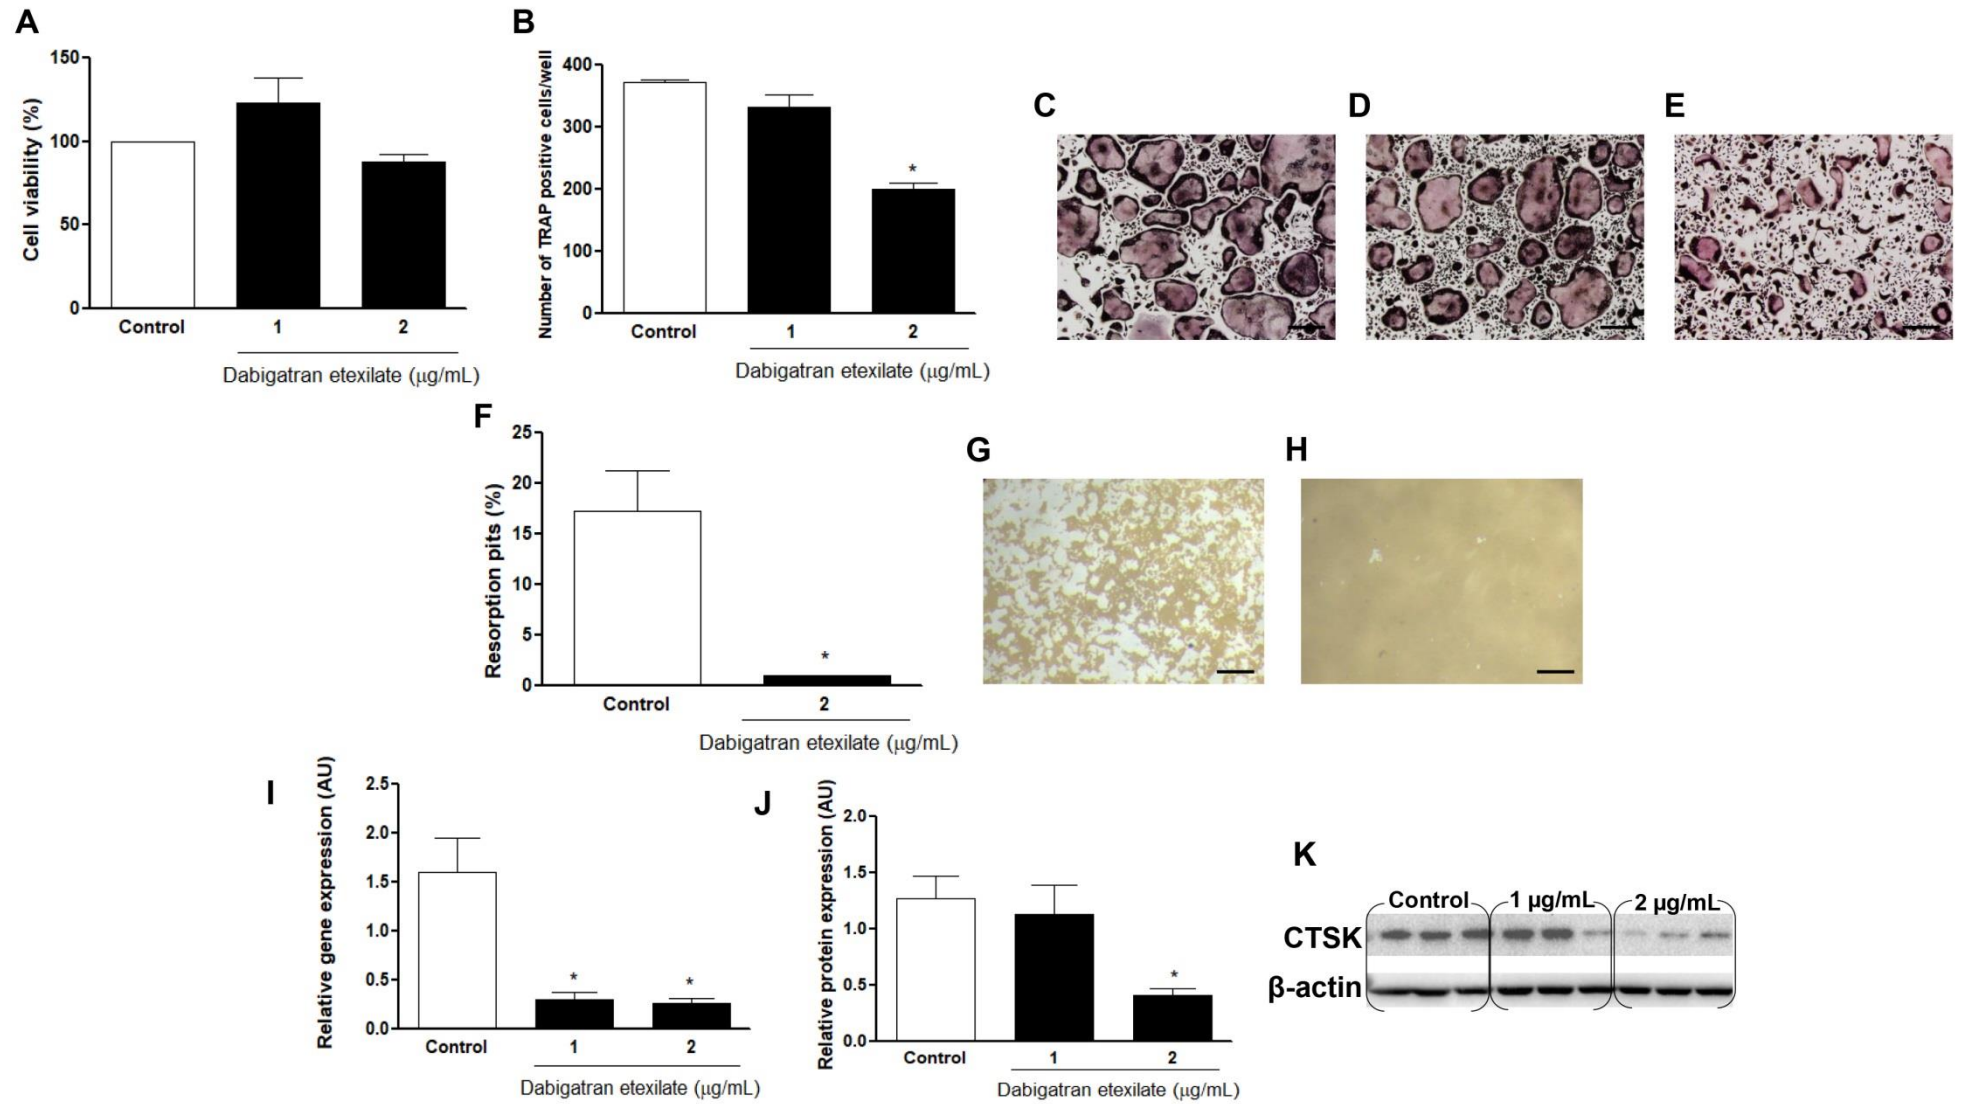 A
Cell viability (%)
150
100
50
0
Control
1
2
Dabigatran etexilate (µg/mL)
B
Number of TRAP positive cells/well
400
300
200
100
0
*
Control
1
2
Dabigatran etexilate (µg/mL)
C
D
E
F
Resorption pits (%)
25
20
15
10
5
0
*
Control
2
Dabigatran etexilate (µg/mL)
G
H
I
Relative gene expression (AU)
2.5
2.0
1.5
1.0
0.5
0.0
*
*
Control
1
2
Dabigatran etexilate (µg/mL)
J
Relative protein expression (AU)
2.0
1.5
1.0
0.5
0.0
*
Control
1
2
Dabigatran etexilate (µg/mL)
K
Control
1 µg/mL
2 µg/mL
CTSK
β-actin